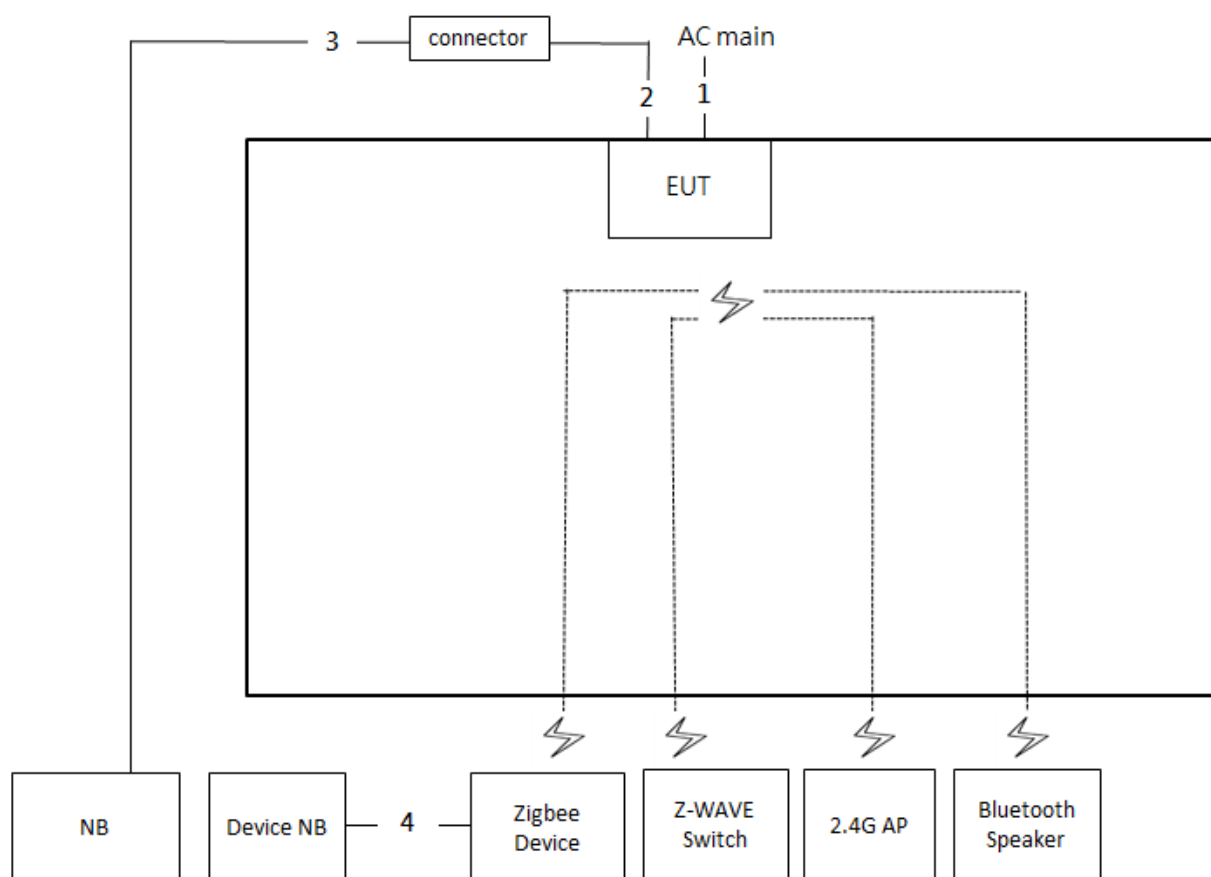 3
connector
AC main
2
1
EUT
NB
Device NB
4
Zigbee
Device
Z-WAVE
Switch
2.4G AP
Bluetooth
Speaker